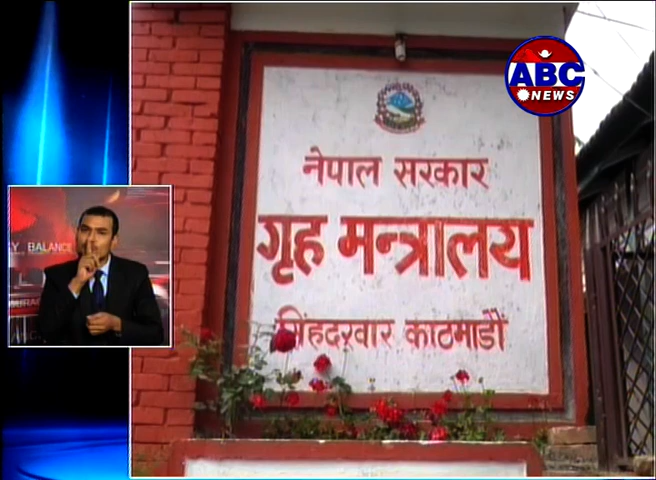 ABC
NEWS
नेपाल सरकार
गृह मन्त्रालय
सिंहदरवार काठमाडौं
BALANCE